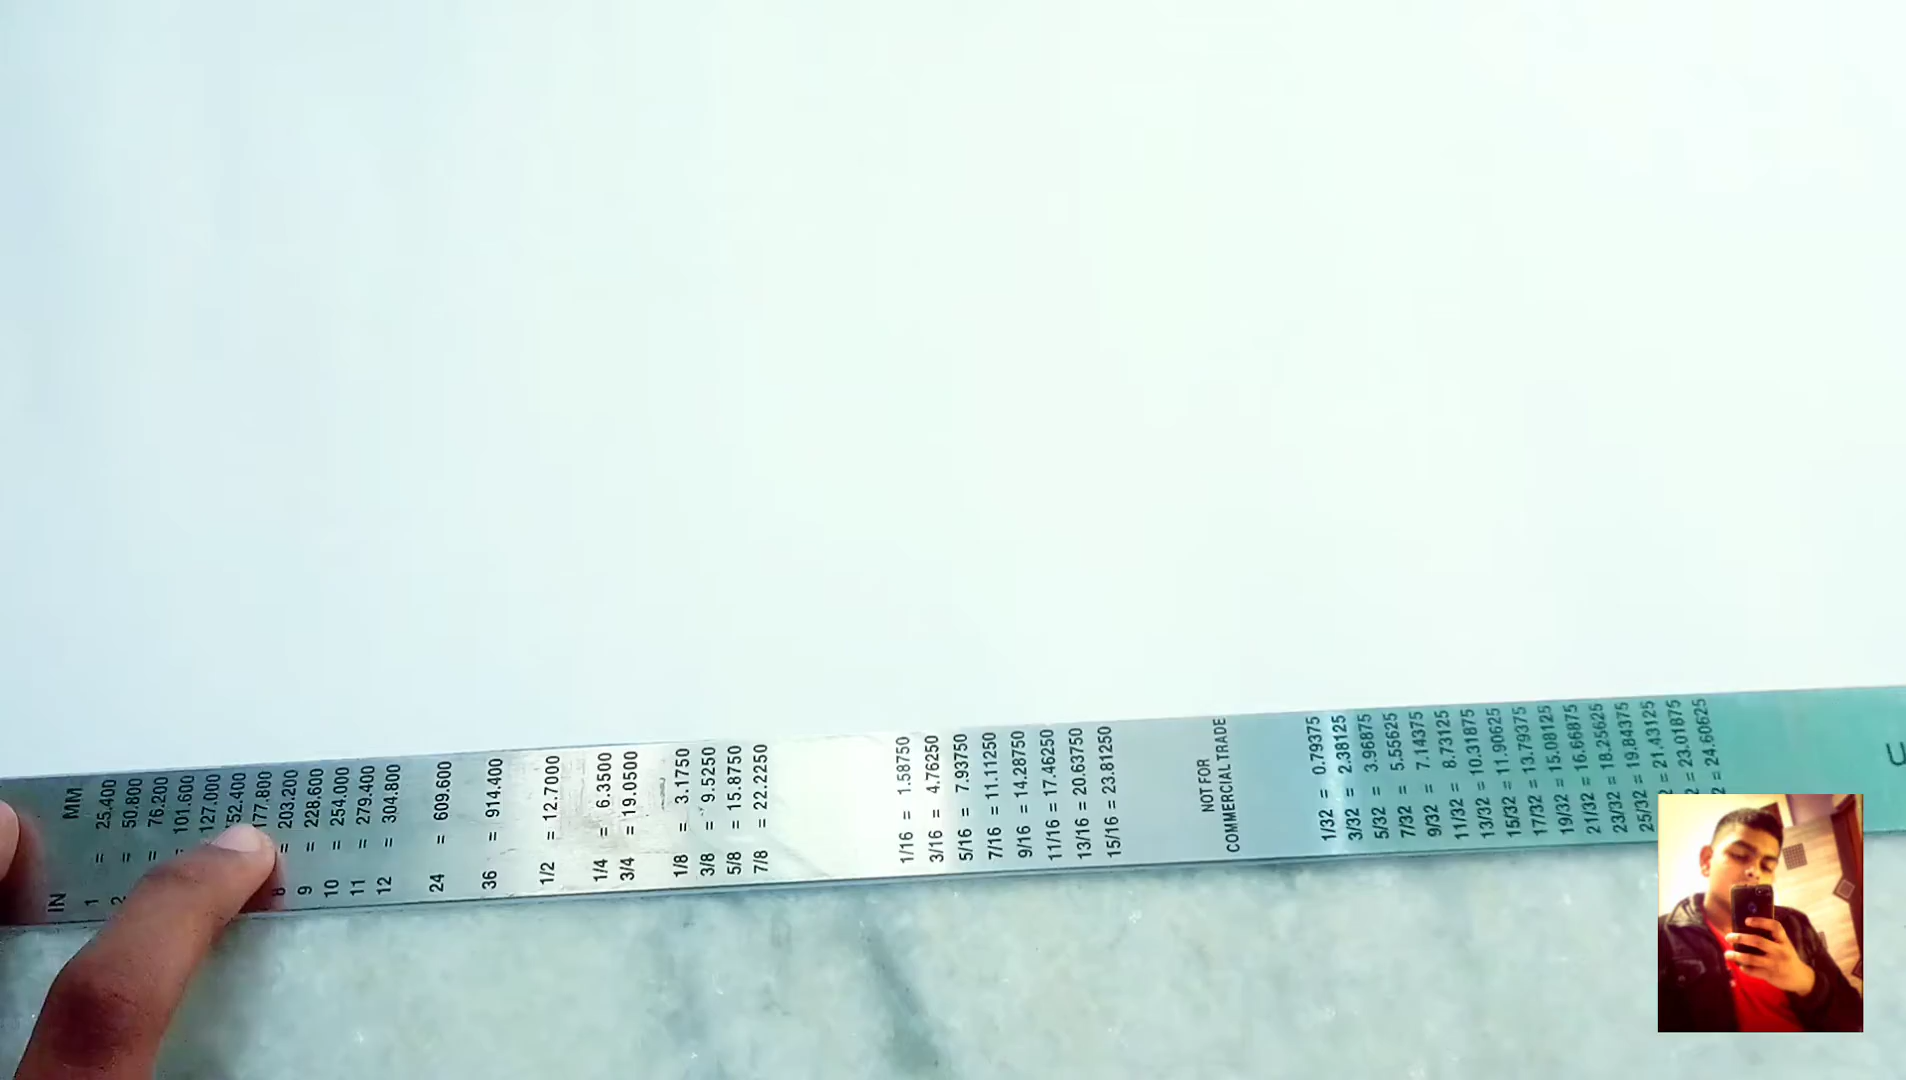 IN MM
1 = 25.400
2 = 50.800
= 76.200
= 101.600
127.000
52.400
177.800
8 = 203.200
9 = 228.600
10 = 254.000
11 = 279.400
12 = 304.800
24 = 609.600
36 = 914.400
1/2 = 12.7000
1/4 = 6.3500
3/4 = 19.0500
1/8 = 3.1750
3/8 = 9.5250
5/8 = 15.8750
7/8 = 22.2250
1/16 = 1.58750
3/16 = 4.76250
5/16 = 7.93750
7/16 = 11.11250
9/16 = 14.28750
11/16 = 17.46250
13/16 = 20.63750
15/16 = 23.81250
NOT FOR
COMMERCIAL TRADE
1/32 = 0.79375
3/32 = 2.38125
5/32 = 3.96875
7/32 = 5.55625
9/32 = 7.14375
11/32 = 8.73125
13/32 = 10.31875
15/32 = 11.90625
17/32 = 13.79375
19/32 = 15.08125
21/32 = 16.66875
23/32 = 18.25625
25/32 = 19.84375
2 = 21.43125
2 = 23.01875
2 = 24.60625